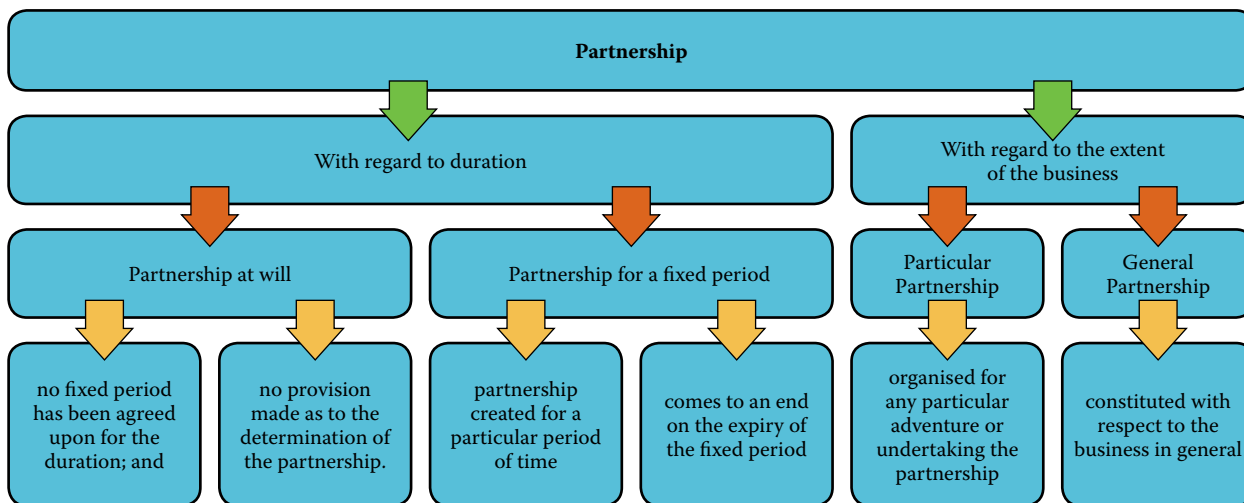 Partnership
With regard to duration
With regard to the extent
of the business
Partnership at will
Partnership for a fixed period
Particular
Partnership
General
Partnership
no fixed period
has been agreed
upon for the
duration; and
no provision
made as to the
determination of
the partnership.
partnership
created for a
particular period
of time
comes to an end
on the expiry of
the fixed period
organised for
any particular
adventure or
undertaking the
partnership
constituted with
respect to the
business in general